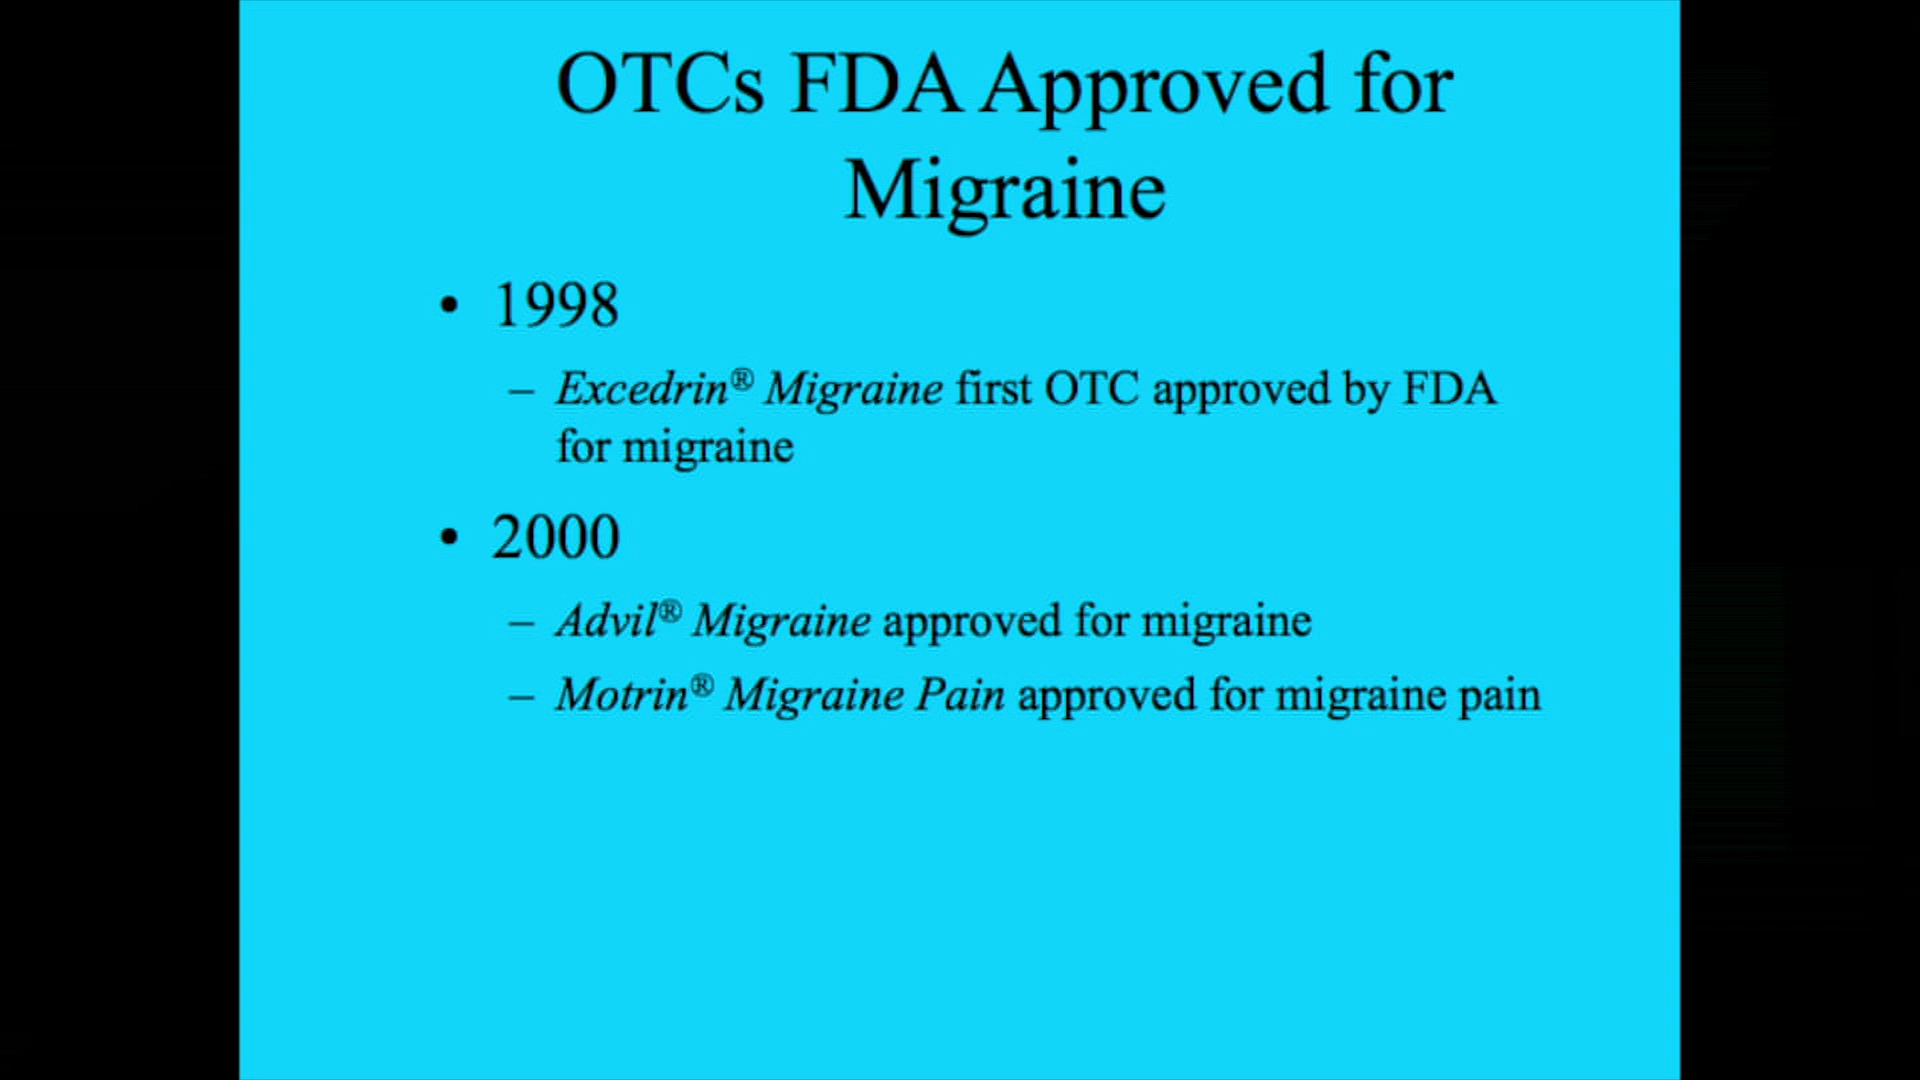 OTCs FDA Approved for
Migraine
• 1998
– Excedrin® Migraine first OTC approved by FDA
for migraine
• 2000
– Advil® Migraine approved for migraine
– Motrin® Migraine Pain approved for migraine pain